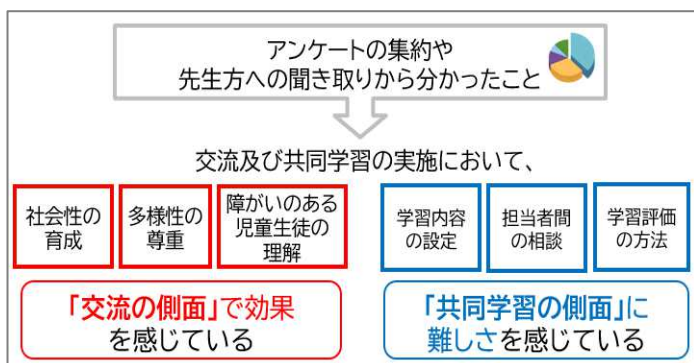 アンケートの集約や
先生方への聞き取りから分かったこと
交流及び共同学習の実施において、
社会性の
育成
多様性の
尊重
障がいのある
児童生徒の
理解
学習内容
の設定
担当者間
の相談
学習評価
の方法
「交流の側面」で効果
を感じている
「共同学習の側面」に
難しさを感じている